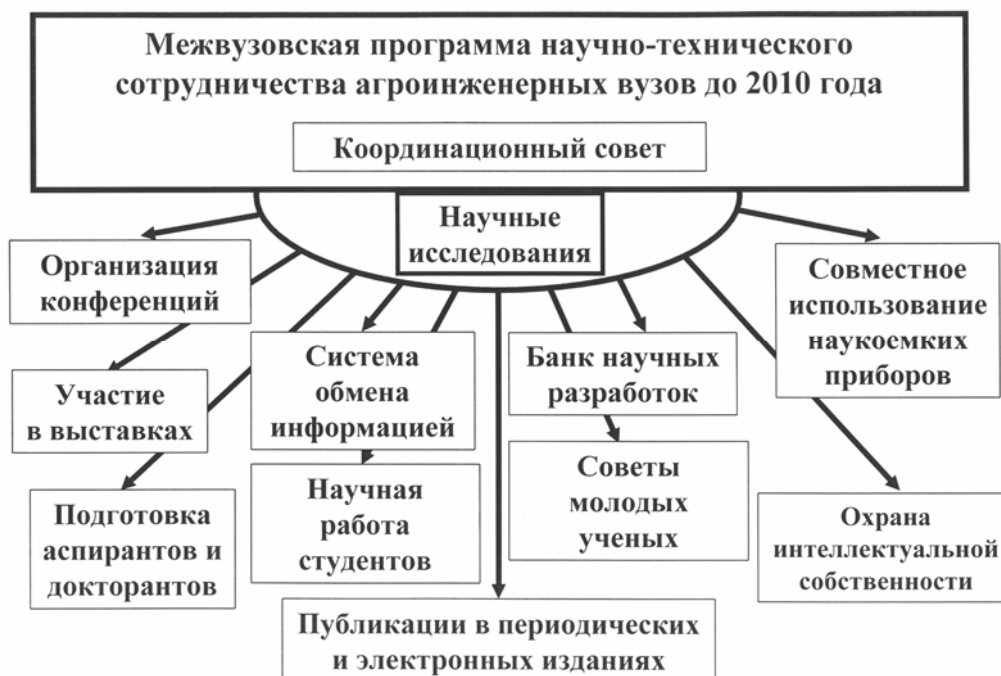 Межвузовская программа научно-технического
сотрудничества агроинженерных вузов до 2010 года
Координационный совет
Научные
исследования
Организация
конференций
Совместное
использование
наукоемких
приборов
Система
обмена
информацией
Банк научных
разработок
Участие
в выставках
Научная
работа
студентов
Советы
молодых
ученых
Подготовка
аспирантов и
докторантов
Охрана
интеллектуальной
собственности
Публикации в периодических
и электронных изданиях